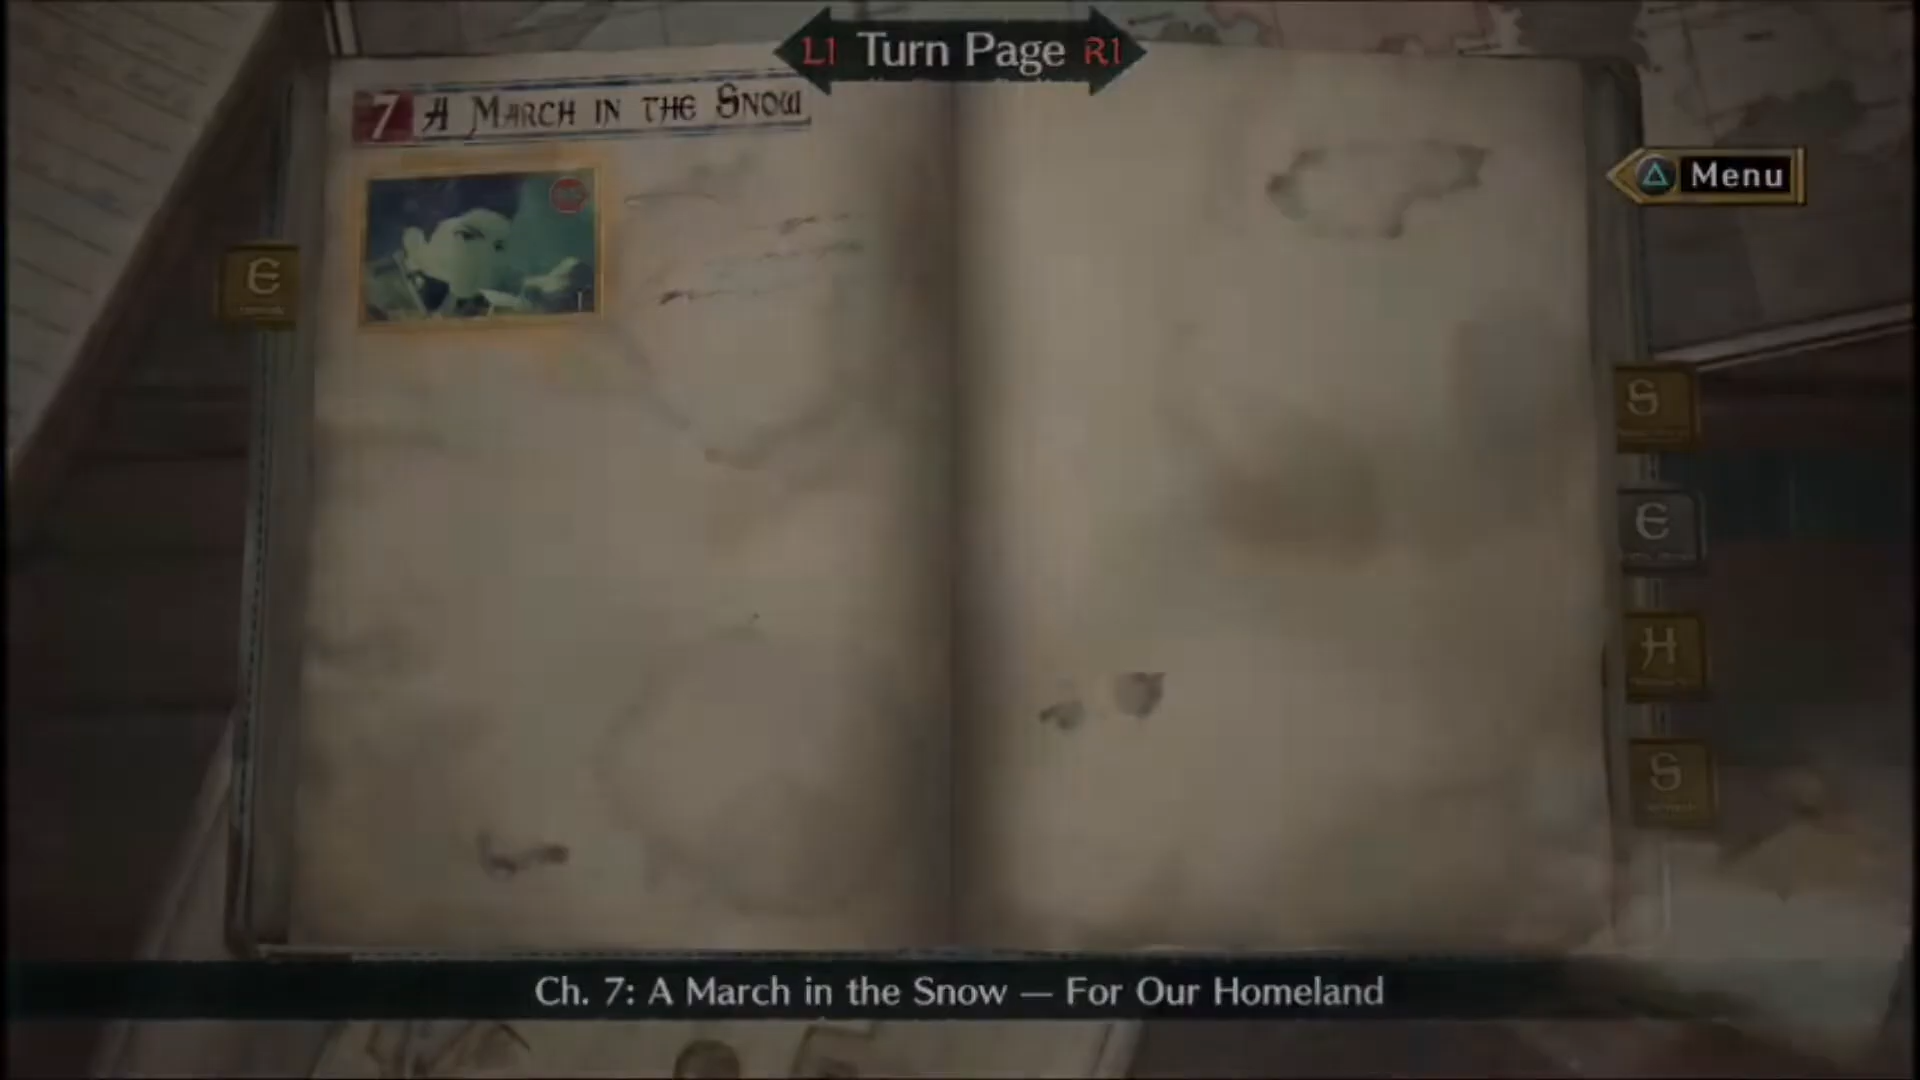 L1 Turn Page R1
7 A March in the Snow
Menu
1
E
S
E
H
S
Ch. 7: A March in the Snow — For Our Homeland